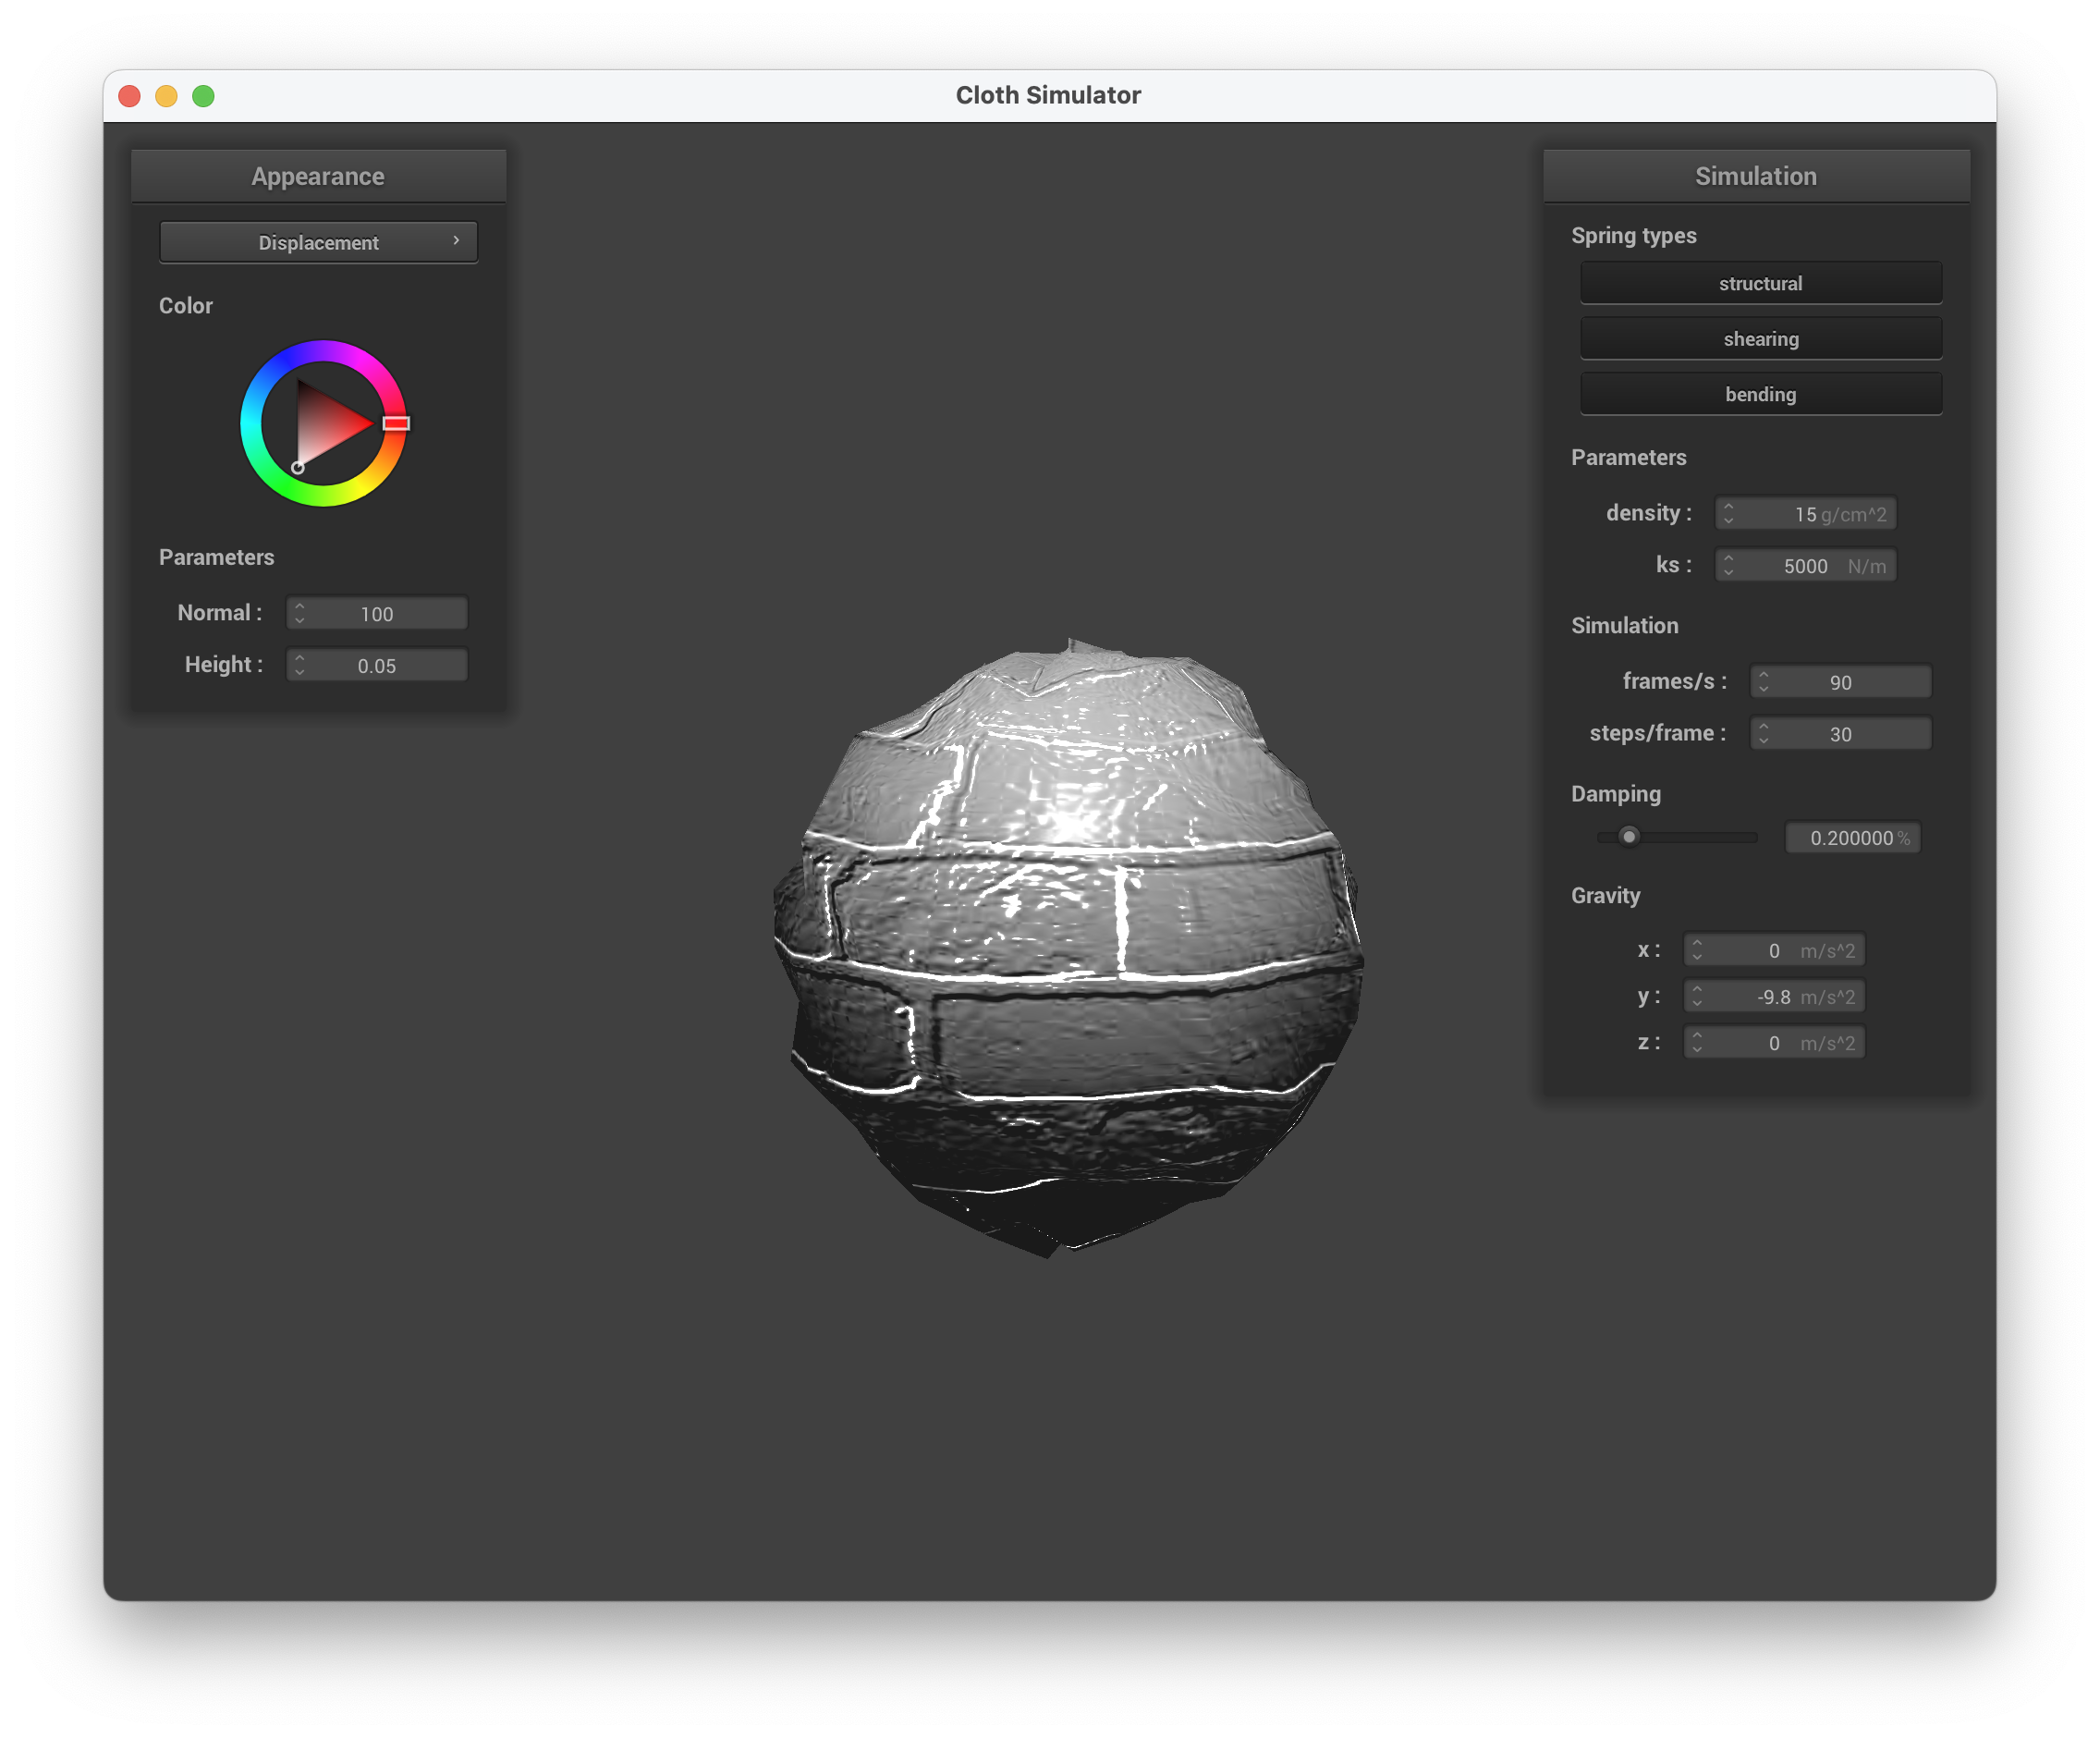 Cloth Simulator
Appearance
Displacement ›
Color
Parameters
Normal : 100
Height : 0.05
Simulation
Spring types
structural
shearing
bending
Parameters
density : 15 g/cm^2
ks : 5000 N/m
Simulation
frames/s : 90
steps/frame : 30
Damping
0.200000 %
Gravity
x : 0 m/s^2
y : -9.8 m/s^2
z : 0 m/s^2